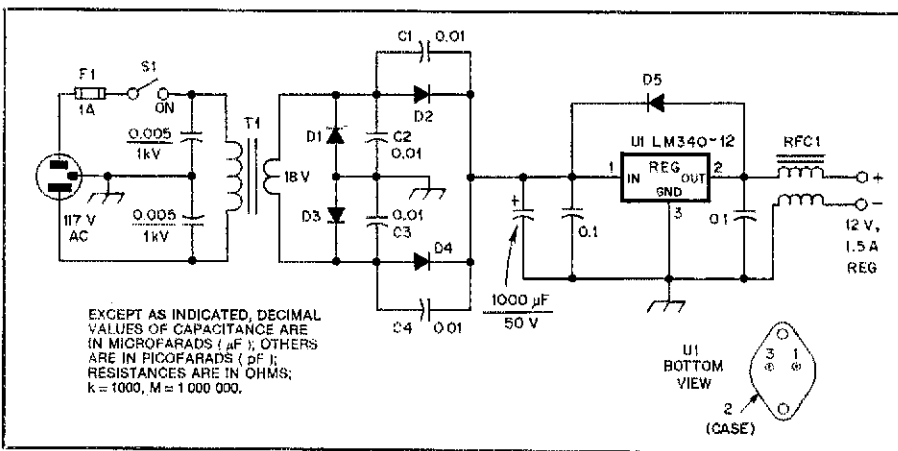 C1 0.01
F1
1A
S1
ON
0.005
1kV
117 V
AC
0.005
1kV
T1
18V
D1
D3
C2
0.01
0.01
C3
D2
D4
C4 0.01
1000 µF
50 V
+
0.1
D5
U1 LM340-12
1
IN
REG
OUT
GND
2
3
0.1
RFC1
+
−
12 V,
1.5 A
REG
EXCEPT AS INDICATED, DECIMAL
VALUES OF CAPACITANCE ARE
IN MICROFARADS ( µF ); OTHERS
ARE IN PICOFARADS ( pF );
RESISTANCES ARE IN OHMS;
k = 1000, M = 1 000 000.
U1
BOTTOM
VIEW
3 1
2
(CASE)